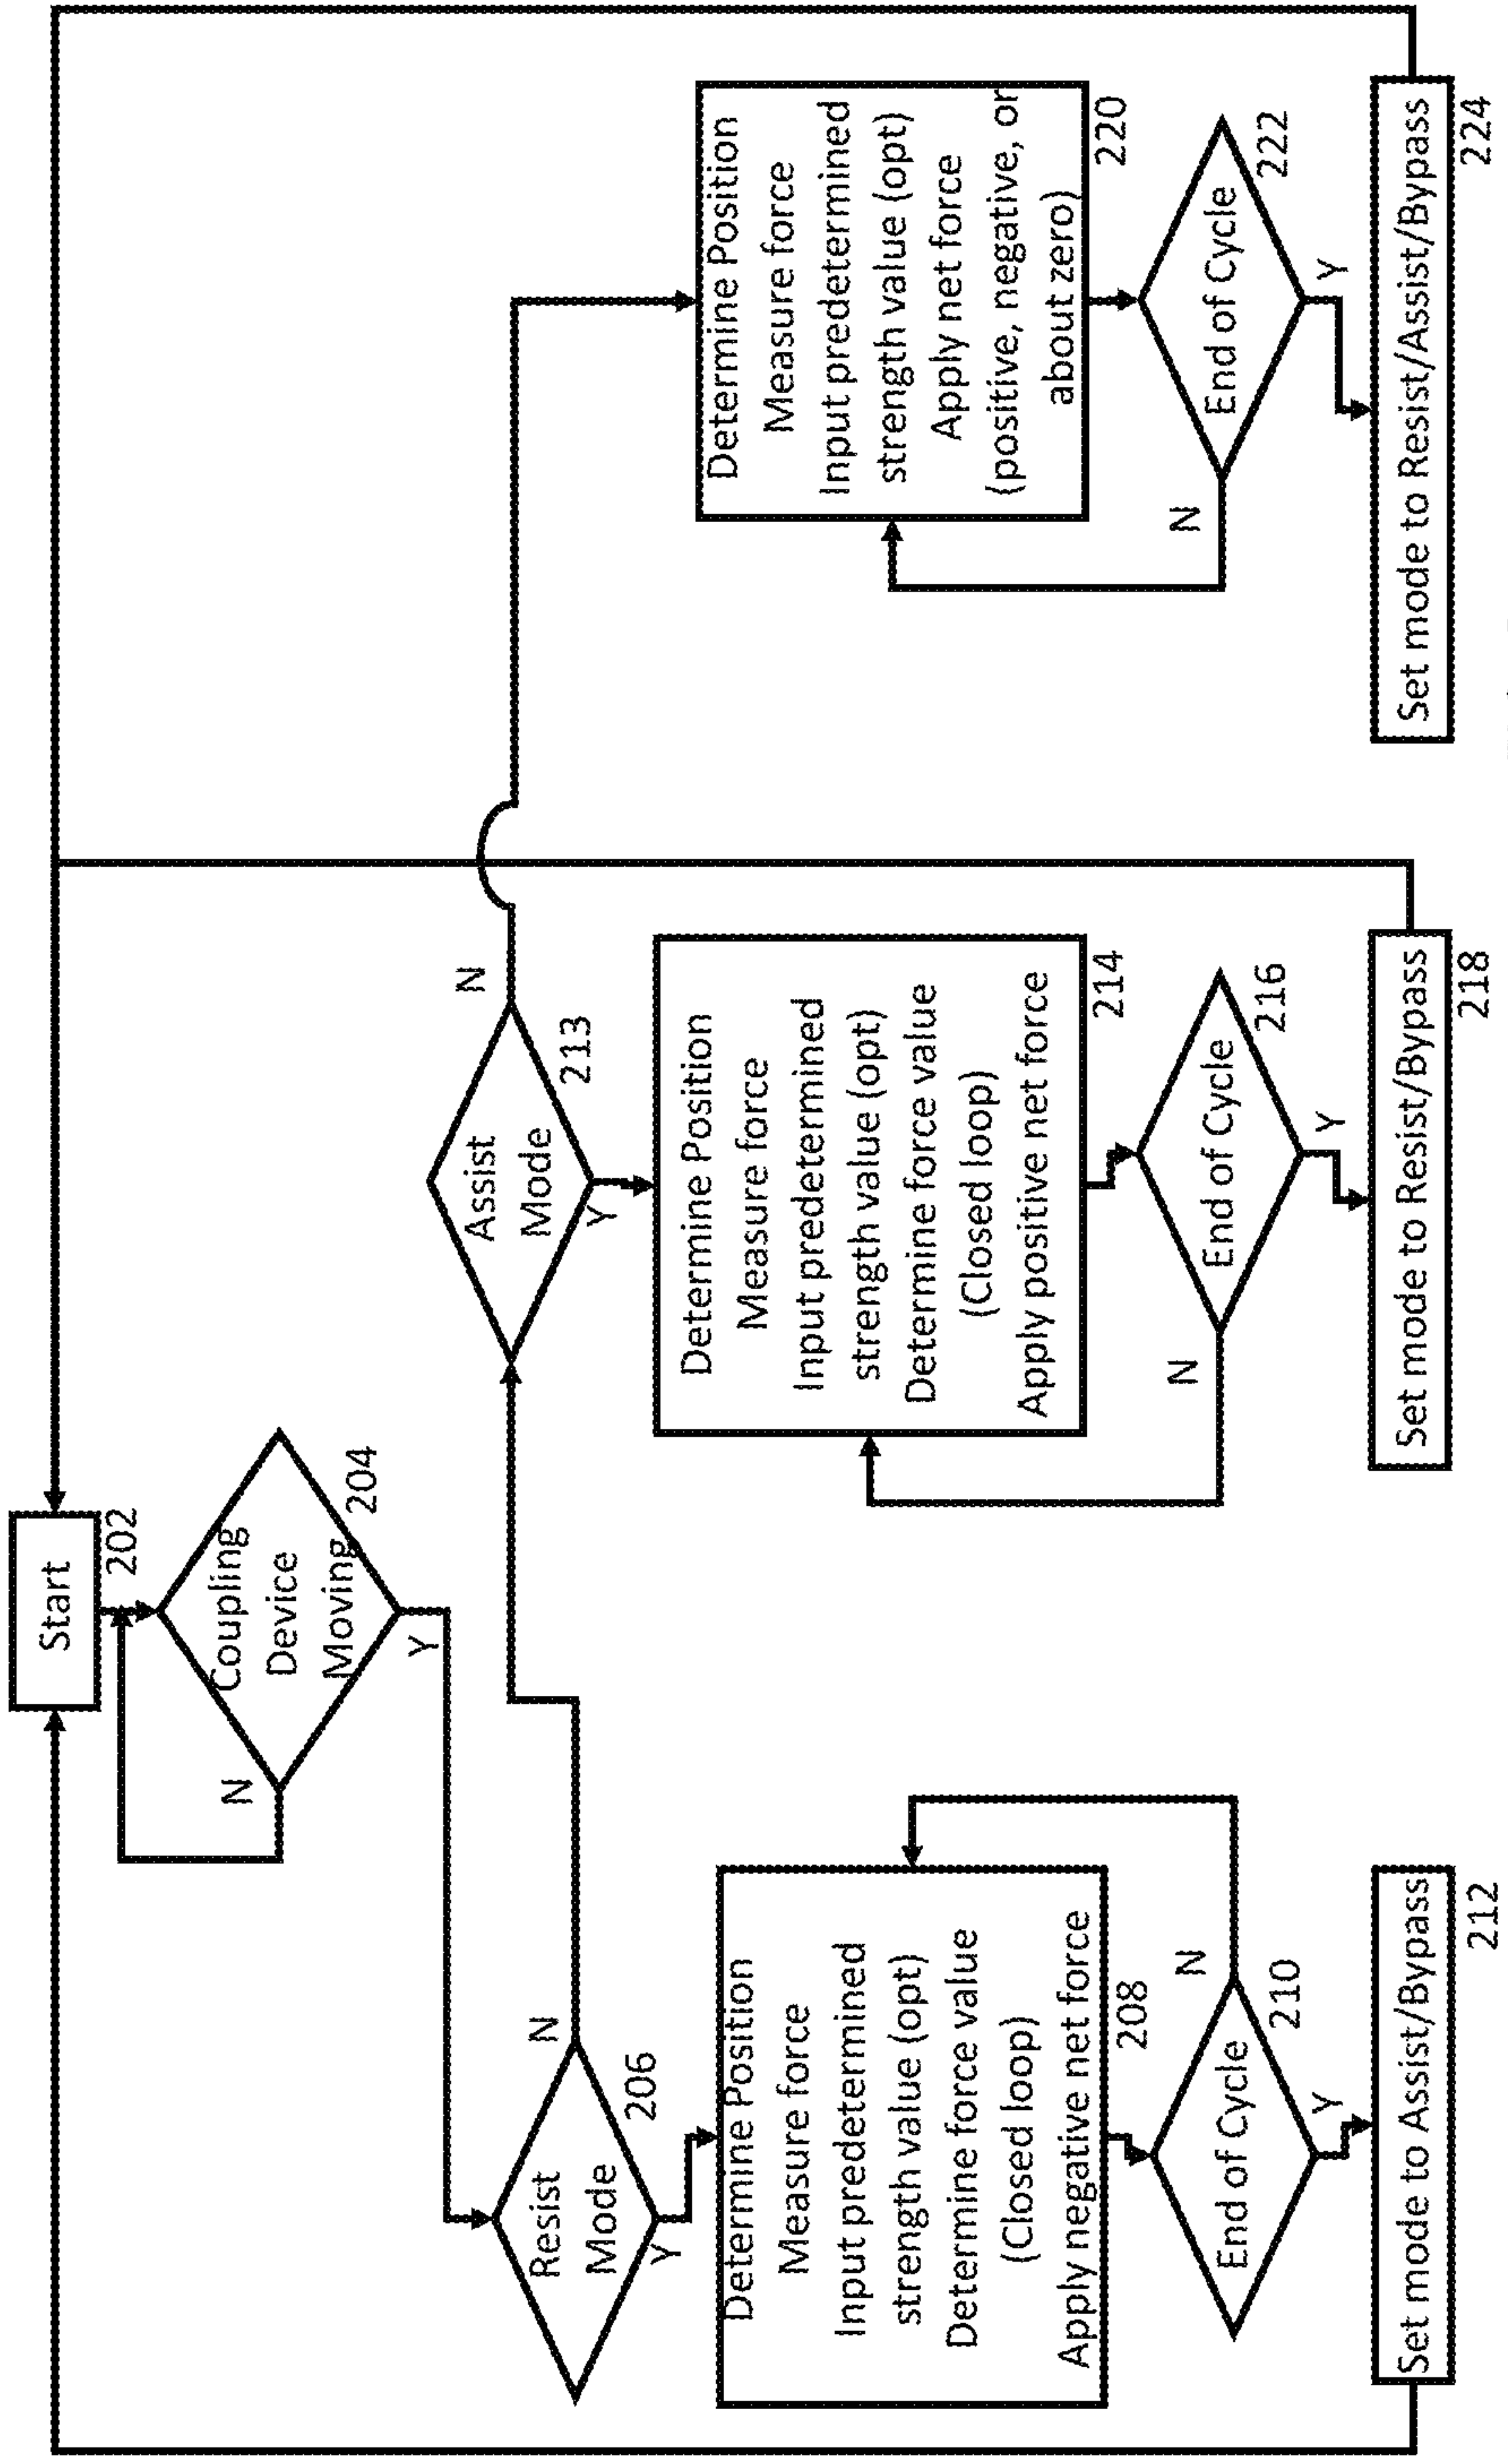 Start
202
Coupling
Device
Moving
204
N
Y
Resist
Mode
206
N
Y
Determine Position
Measure force
Input predetermined
strength value (opt)
Determine force value
(Closed loop)
Apply negative net force
208
End of Cycle
210
N
Y
Set mode to Assist/Bypass
212
Assist
Mode
213
N
Y
Determine Position
Measure force
Input predetermined
strength value (opt)
Determine force value
(Closed loop)
Apply positive net force
214
End of Cycle
216
N
Y
Set mode to Resist/Bypass
218
Determine Position
Measure force
Input predetermined
strength value (opt)
Apply net force
(positive, negative, or
about zero)
220
End of Cycle
222
N
Y
Set mode to Resist/Assist/Bypass
224